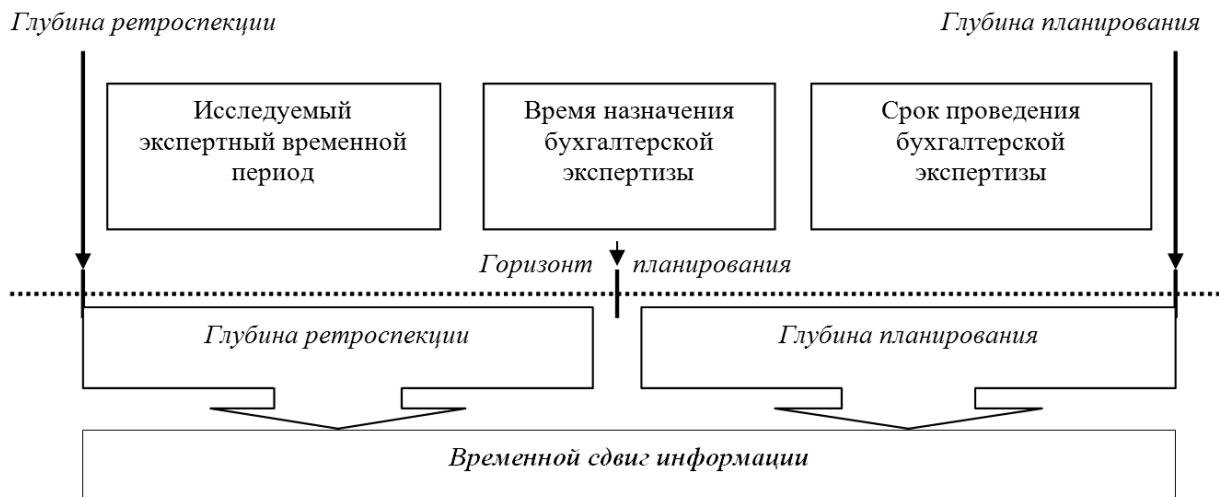 Глубина ретроспекции
Глубина планирования
Исследуемый
экспертный временной
период
Время назначения
бухгалтерской
экспертизы
Срок проведения
бухгалтерской
экспертизы
Горизонт планирования
Глубина ретроспекции
Глубина планирования
Временной сдвиг информации